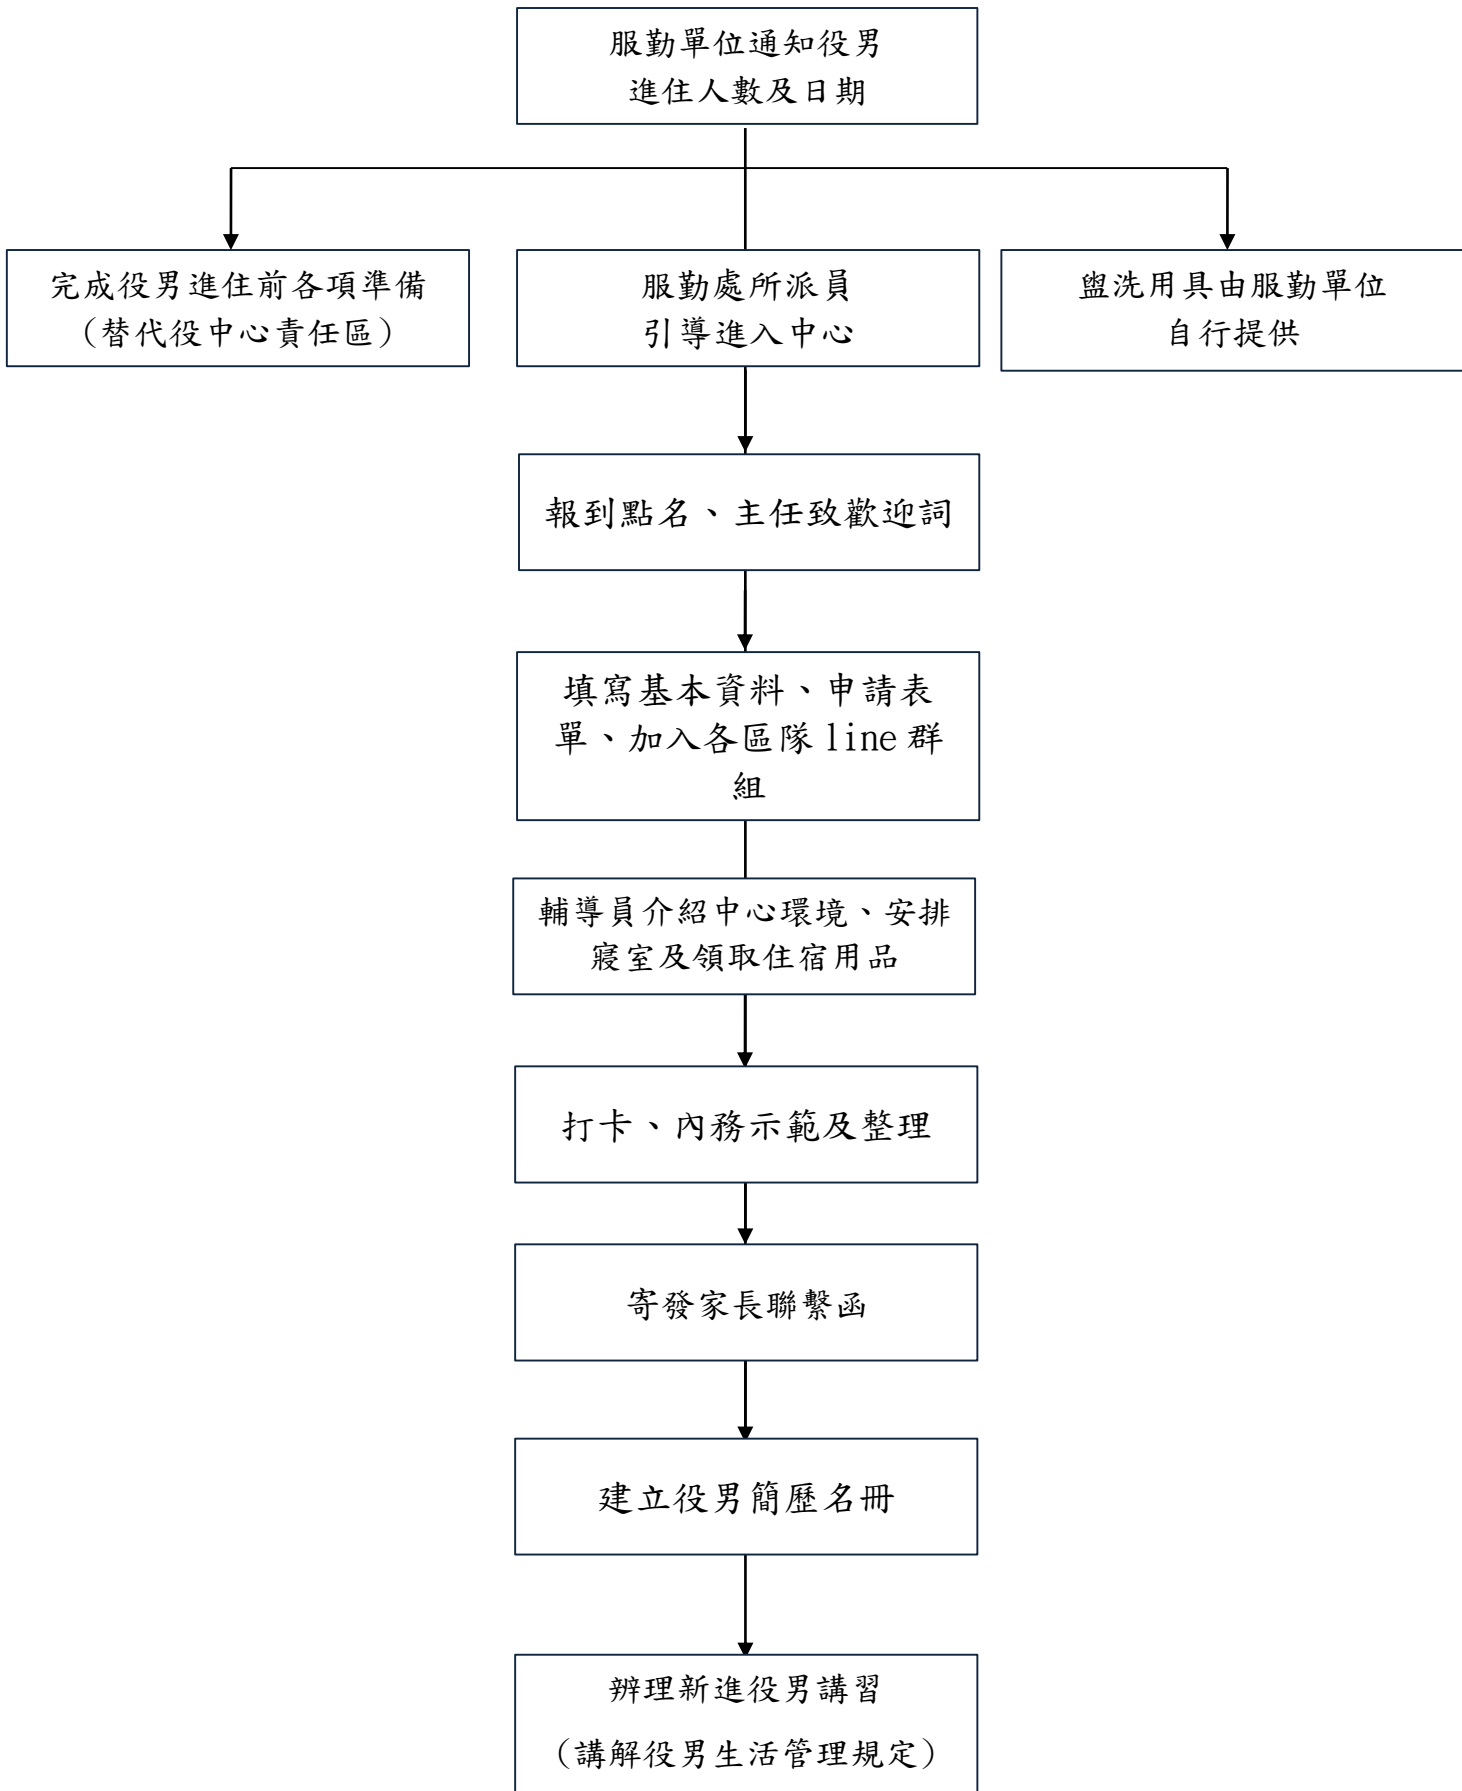 服勤單位通知役男
進住人數及日期
完成役男進住前各項準備
（替代役中心責任區）
服勤處所派員
引導進入中心
盥洗用具由服勤單位
自行提供
報到點名、主任致歡迎詞
填寫基本資料、申請表
單、加入各區隊 line 群
組
輔導員介紹中心環境、安排
寢室及領取住宿用品
打卡、內務示範及整理
寄發家長聯繫函
建立役男簡歷名冊
辦理新進役男講習
（講解役男生活管理規定）